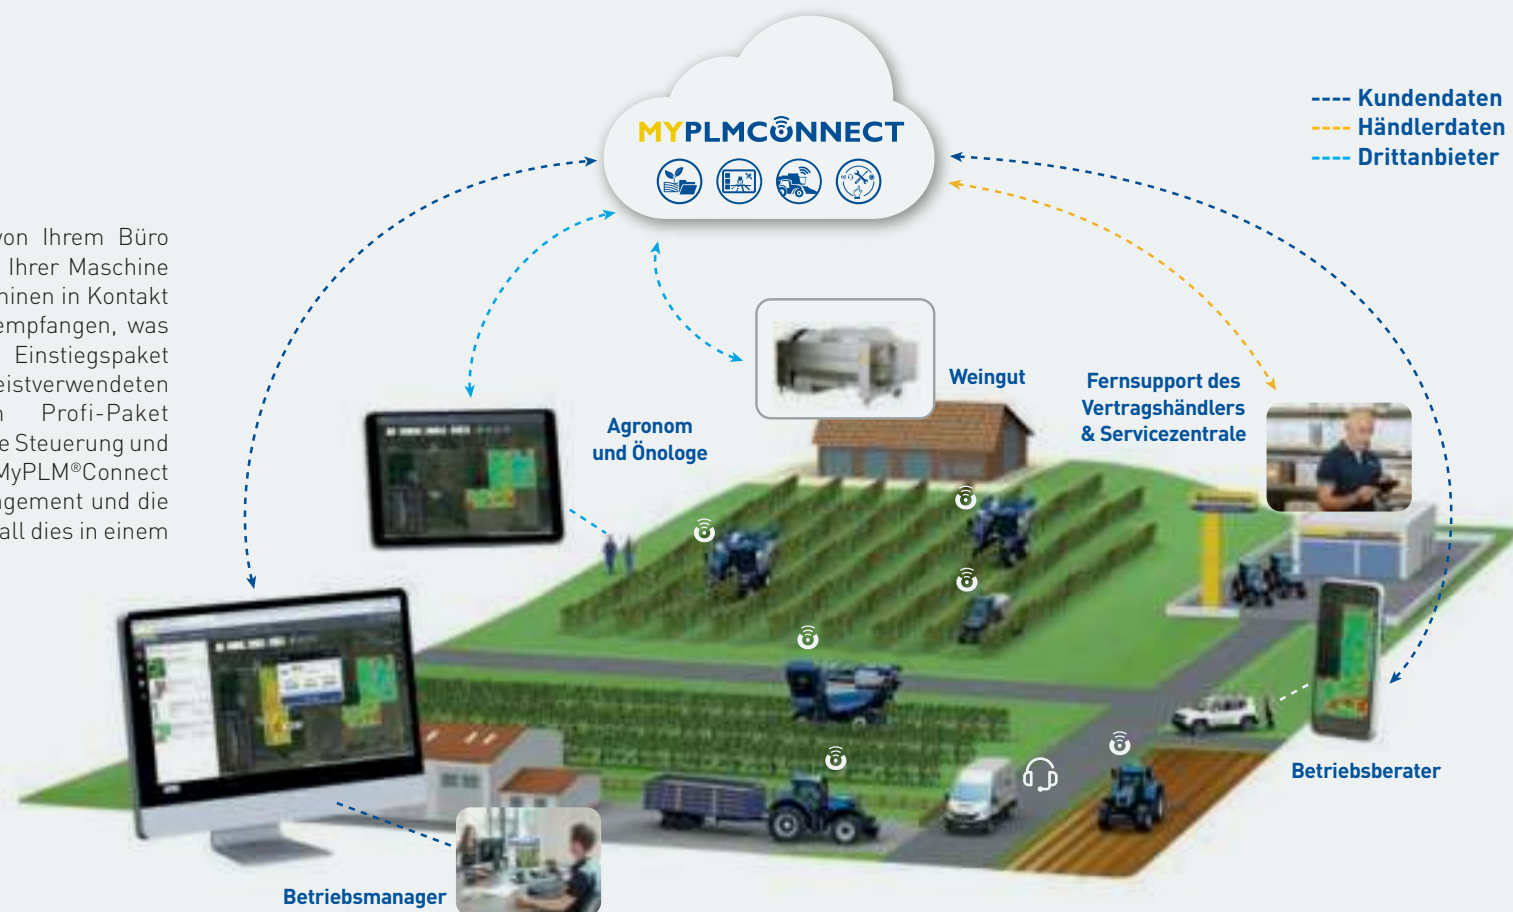 MYPLMCONNECT
---- Kundendaten
---- Händlerdaten
---- Drittanbieter
von Ihrem Büro
Ihrer Maschine
hinen in Kontakt
empfangen, was
Einstiegspaket
eistverwendeten
Profi-Paket
e Steuerung und
MyPLM®Connect
agement und die
all dies in einem
Weingut
Agronom
und Önologe
Fernsupport des
Vertragshändlers
& Servicezentrale
Betriebsberater
Betriebsmanager